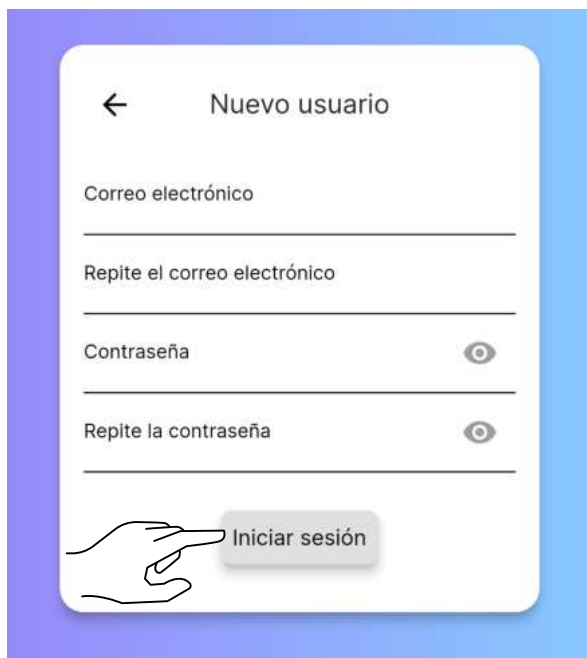 Nuevo usuario
Correo electrónico
Repite el correo electrónico
Contraseña
Repite la contraseña
Iniciar sesión